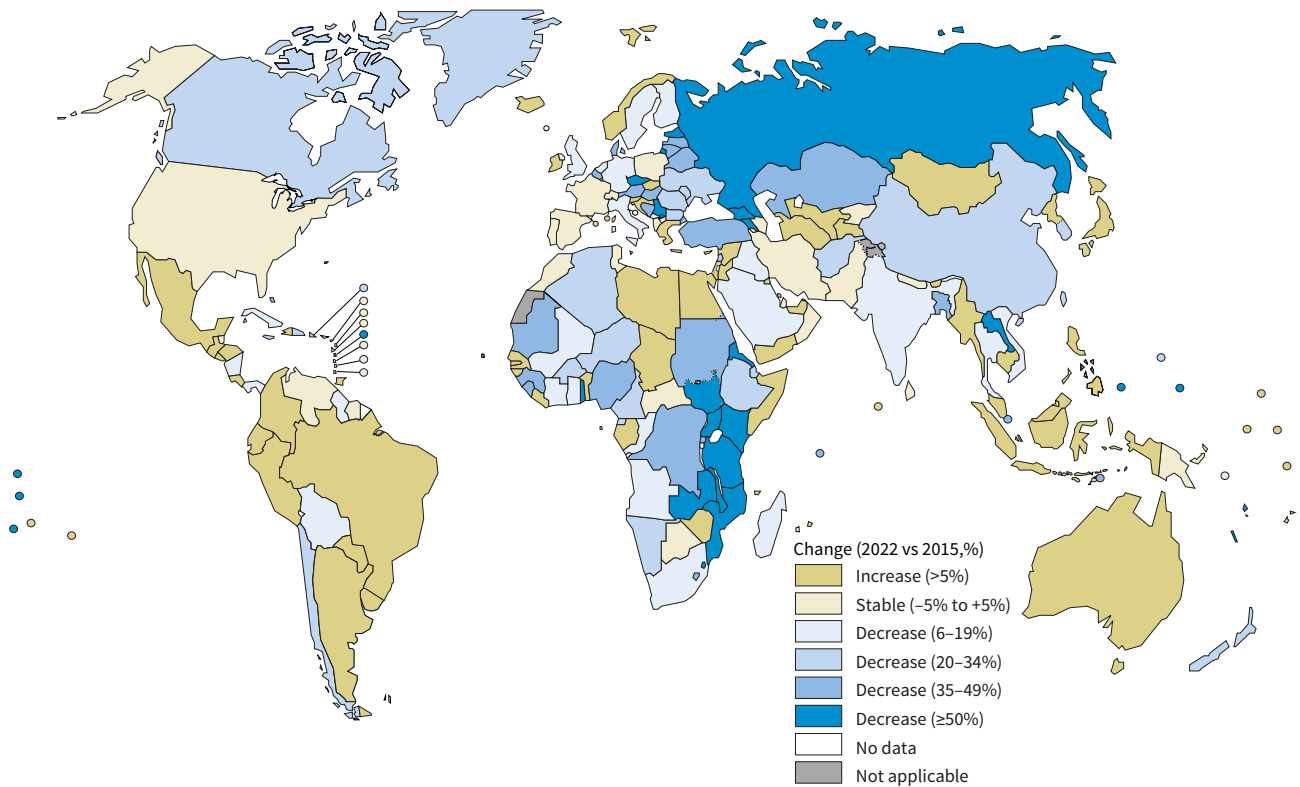 Change (2022 vs 2015,%)
Increase (>5%)
Stable (–5% to +5%)
Decrease (6–19%)
Decrease (20–34%)
Decrease (35–49%)
Decrease (≥50%)
No data
Not applicable